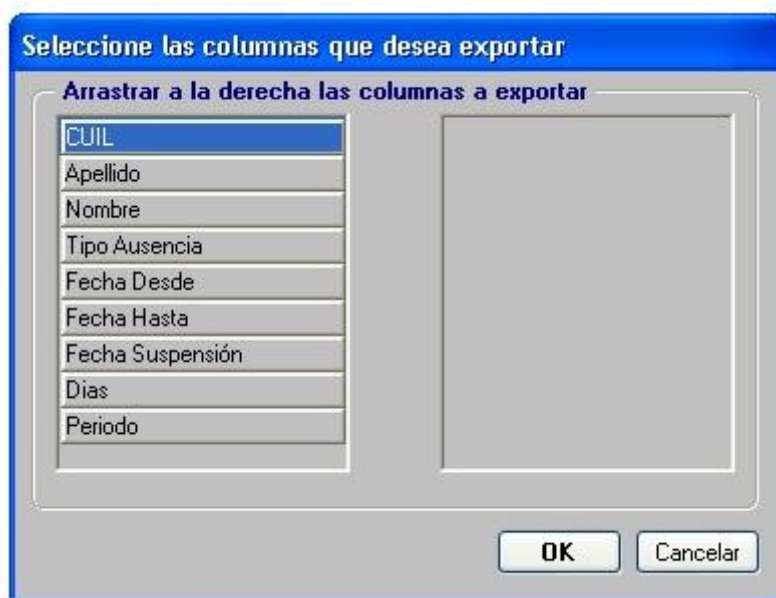 Seleccione las columnas que desea exportar
Arrastrar a la derecha las columnas a exportar
CUIL
Apellido
Nombre
Tipo Ausencia
Fecha Desde
Fecha Hasta
Fecha Suspensión
Dias
Periodo
OK
Cancelar